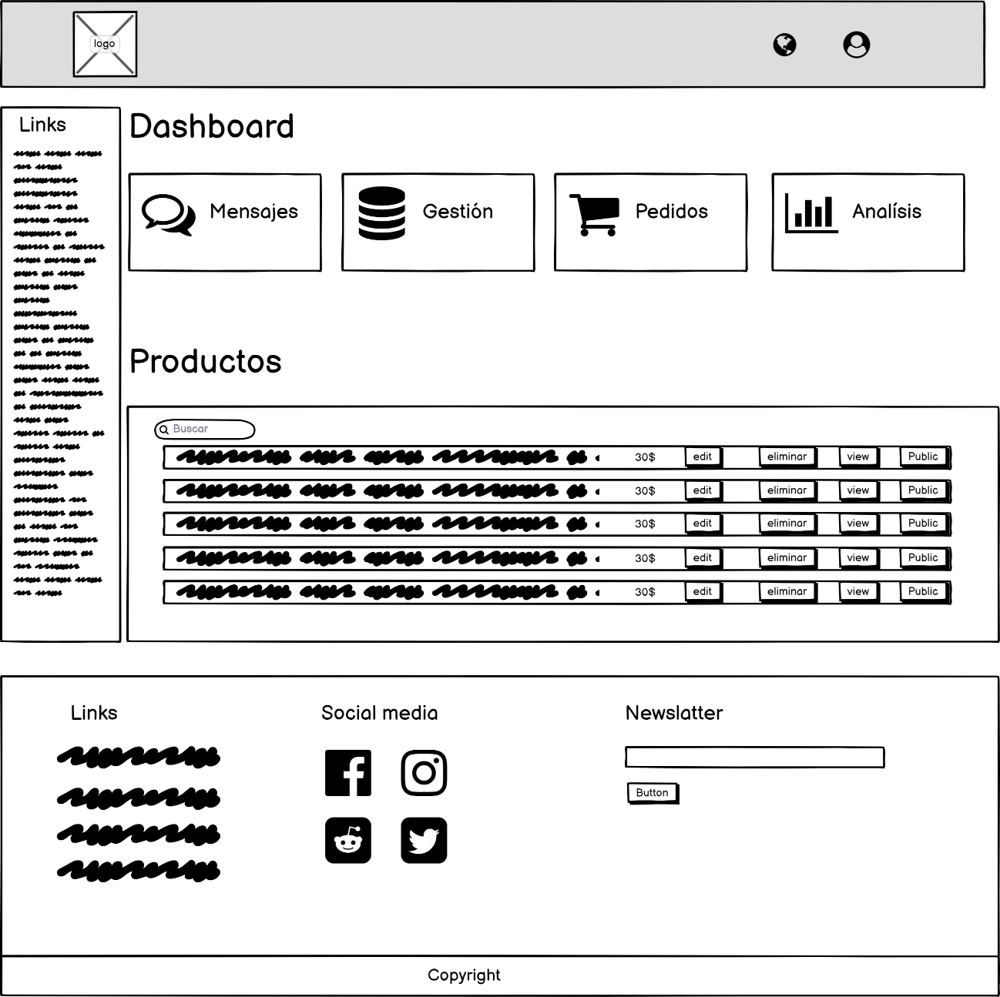 logo
Links
Dashboard
Mensajes
Gestión
Pedidos
Analísis
Productos
Buscar
30$ edit eliminar view Public
30$ edit eliminar view Public
30$ edit eliminar view Public
30$ edit eliminar view Public
30$ edit eliminar view Public
Links
Social media
Newslatter
Button
Copyright